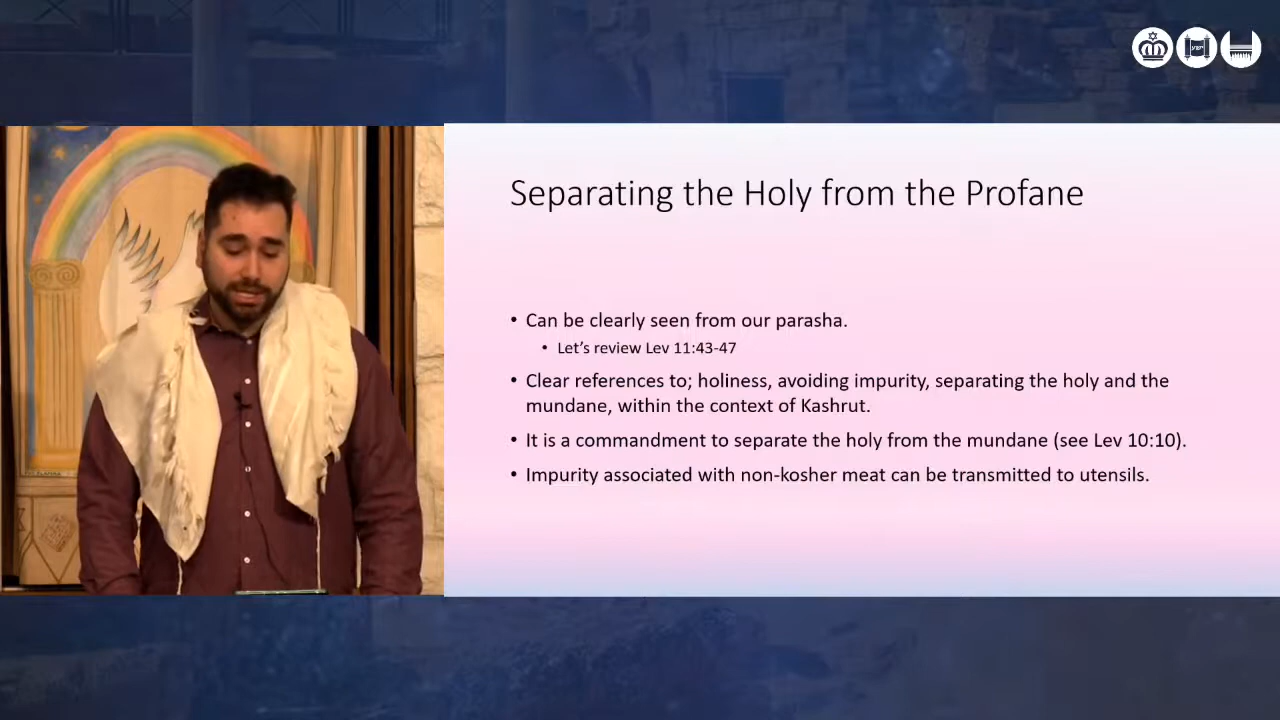 Separating the Holy from the Profane
• Can be clearly seen from our parasha.
• Let's review Lev 11:43-47
• Clear references to; holiness, avoiding impurity, separating the holy and the
mundane, within the context of Kashrut.
• It is a commandment to separate the holy from the mundane (see Lev 10:10).
• Impurity associated with non-kosher meat can be transmitted to utensils.